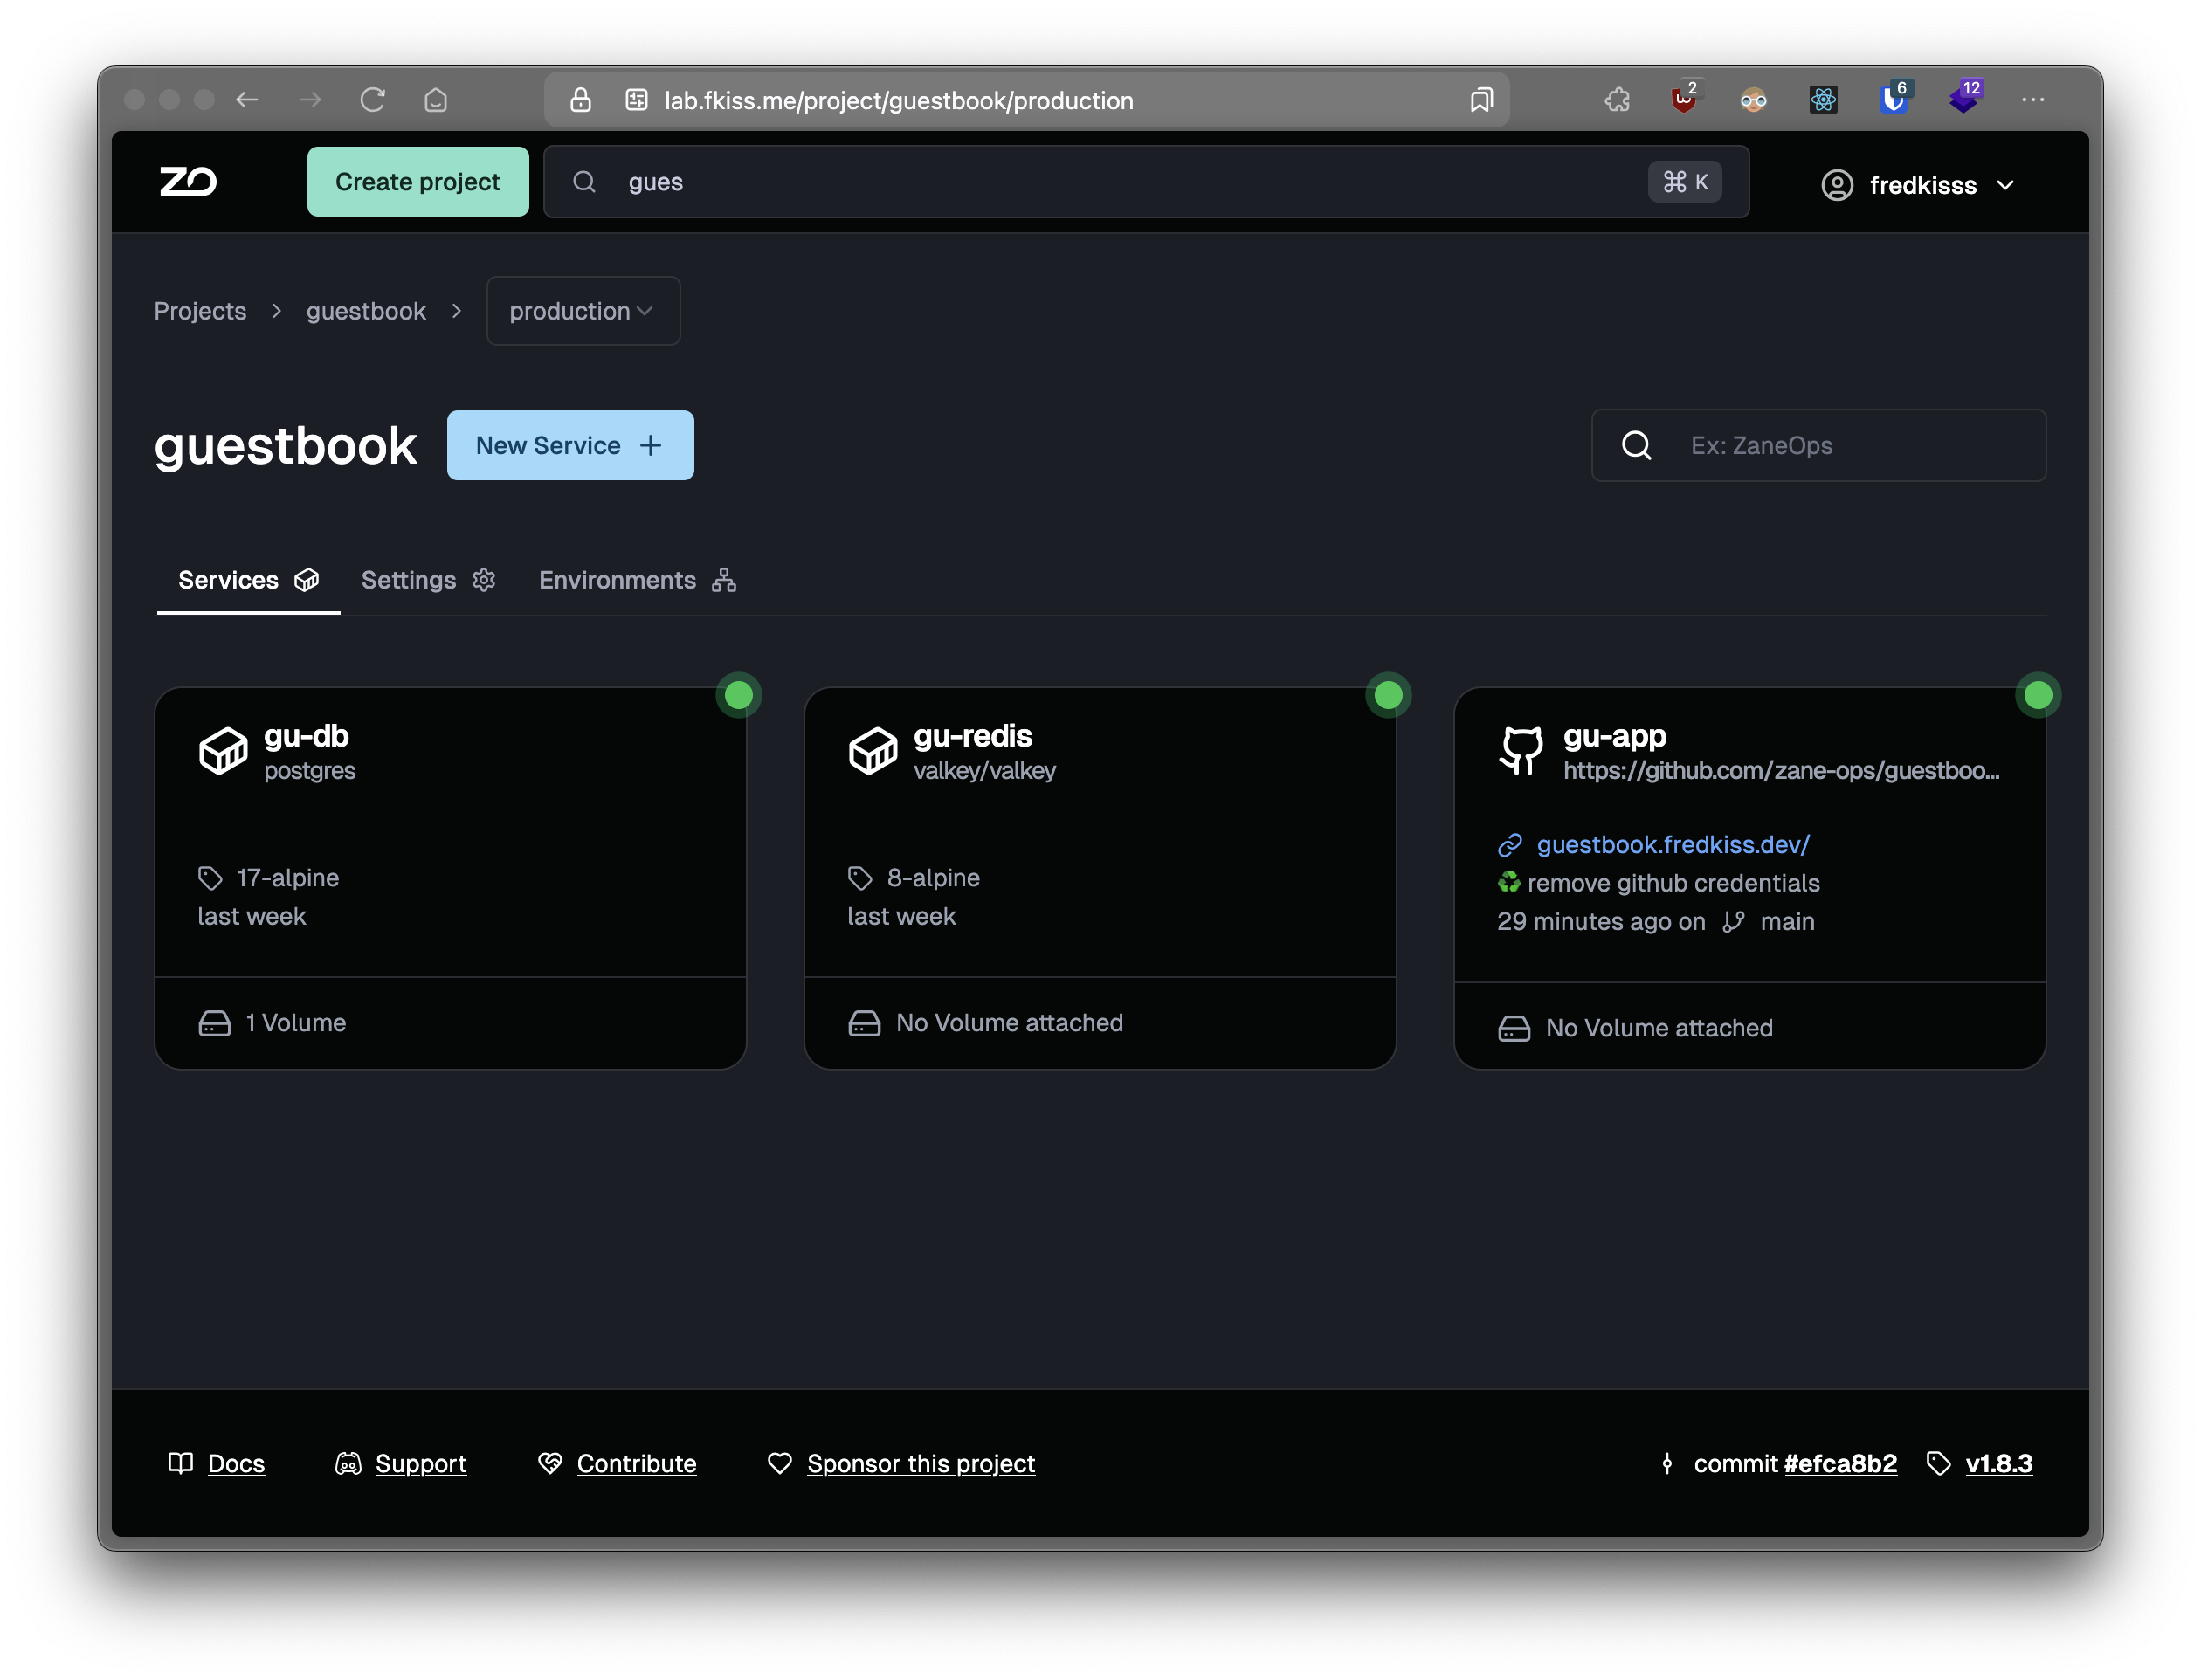 lab.fkiss.me/project/guestbook/production
2
6
12
ZO
Create project
gues
⌘ K
fredkisss
Projects
guestbook
production
guestbook
New Service +
Ex: ZaneOps
Services
Settings
Environments
gu-db
postgres
17-alpine
last week
1 Volume
gu-redis
valkey/valkey
8-alpine
last week
No Volume attached
gu-app
https://github.com/zane-ops/guestboo...
guestbook.fredkiss.dev/
♻️ remove github credentials
29 minutes ago on main
No Volume attached
Docs
Support
Contribute
Sponsor this project
commit #efca8b2
v1.8.3